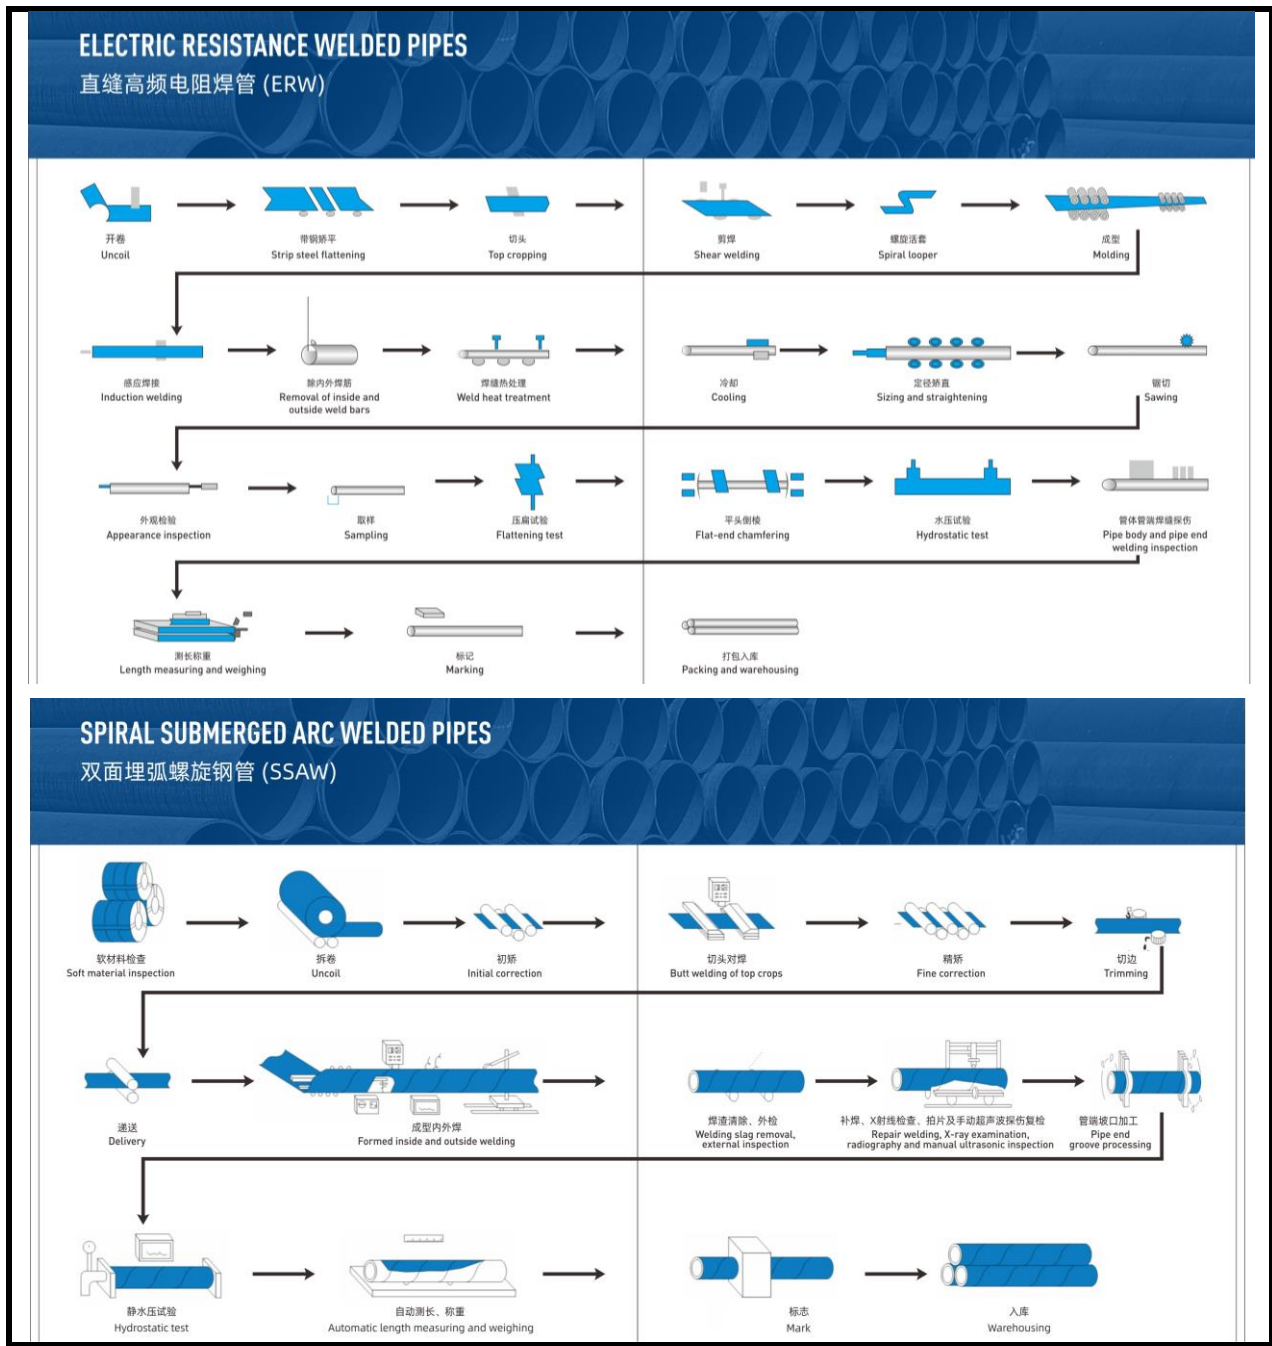 ELECTRIC RESISTANCE WELDED PIPES
直缝高频电阻焊管 (ERW)
开卷
Uncoil
带钢矫平
Strip steel flattening
切头
Top cropping
剪焊
Shear welding
螺旋活套
Spiral looper
成型
Molding
感应焊接
Induction welding
除内外焊筋
Removal of inside and
outside weld bars
焊缝热处理
Weld heat treatment
冷却
Cooling
定径矫直
Sizing and straightening
锯切
Sawing
外观检验
Appearance inspection
取样
Sampling
压扁试验
Flattening test
平头倒棱
Flat-end chamfering
水压试验
Hydrostatic test
管体管端焊缝探伤
Pipe body and pipe end
welding inspection
测长称重
Length measuring and weighing
标记
Marking
打包入库
Packing and warehousing
SPIRAL SUBMERGED ARC WELDED PIPES
双面埋弧螺旋钢管 (SSAW)
软材料检查
Soft material inspection
拆卷
Uncoil
初矫
Initial correction
切头对焊
Butt welding of top crops
精矫
Fine correction
切边
Trimming
递送
Delivery
成型内外焊
Formed inside and outside welding
焊渣清除、外检
Welding slag removal,
external inspection
补焊、X射线检查、拍片及手动超声波探伤复检
Repair welding, X-ray examination,
radiography and manual ultrasonic inspection
管端坡口加工
Pipe end
groove processing
静水压试验
Hydrostatic test
自动测长、称重
Automatic length measuring and weighing
标志
Mark
入库
Warehousing